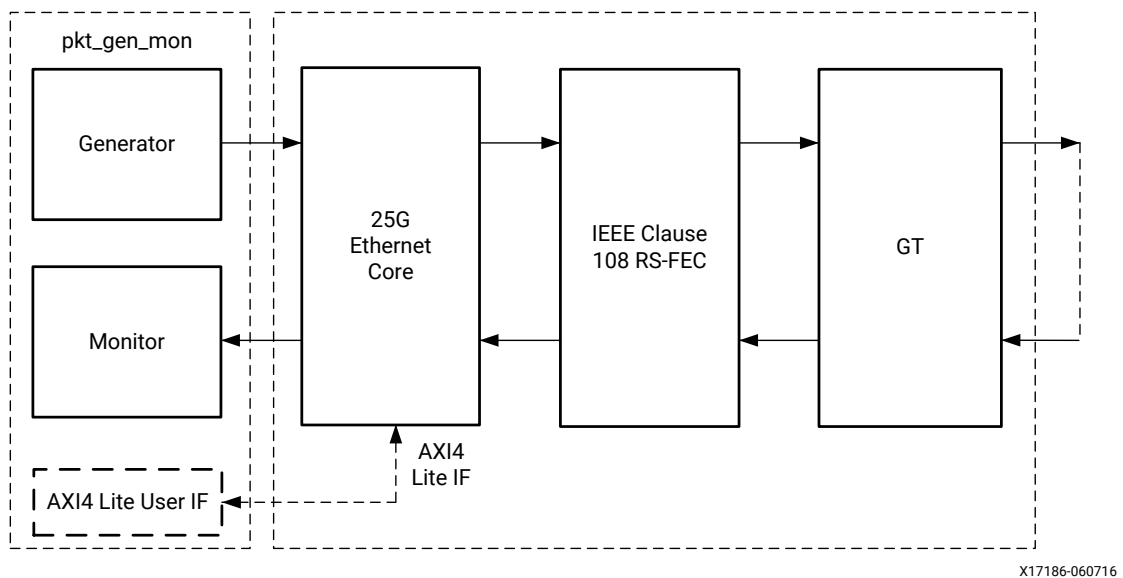 pkt_gen_mon
Generator
25G
Ethernet
Core
IEEE Clause
108 RS-FEC
GT
Monitor
AXI4
Lite IF
AXI4 Lite User IF
X17186-060716